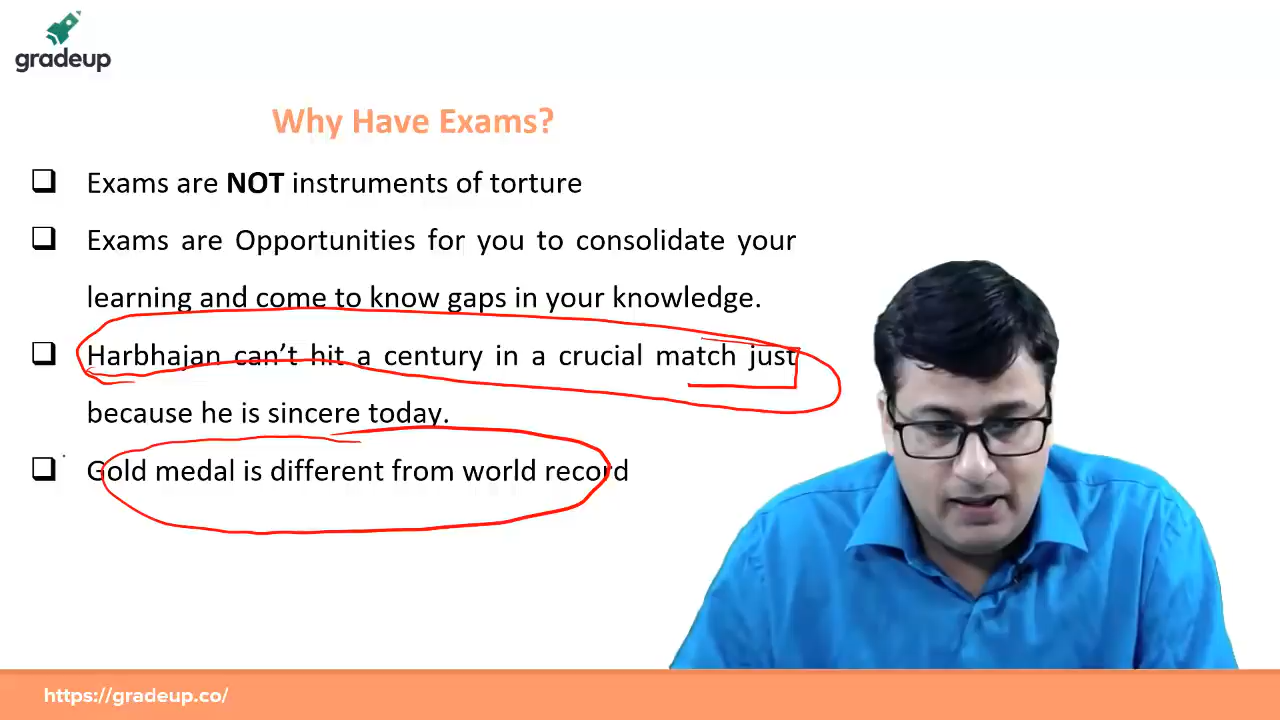 gradeup
Why Have Exams?
❑ Exams are NOT instruments of torture
❑ Exams are Opportunities for you to consolidate your
learning and come to know gaps in your knowledge.
❑ Harbhajan can’t hit a century in a crucial match just
because he is sincere today.
❑ Gold medal is different from world record
https://gradeup.co/